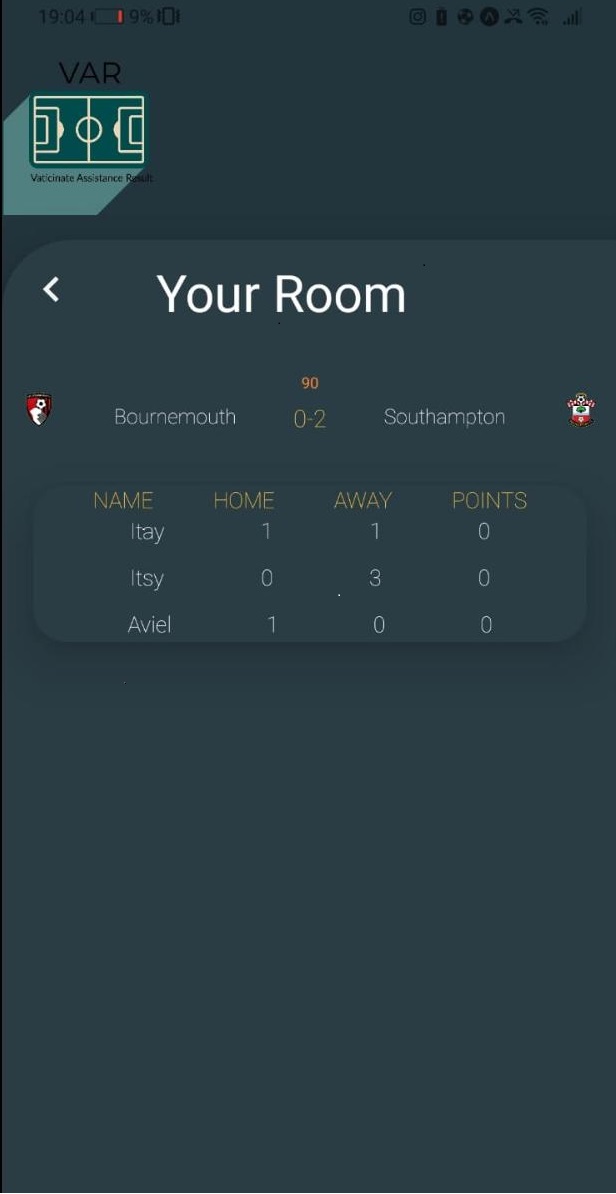 19:04 9%
VAR
Vaticinate Assistance Result
Your Room
90
Bournemouth 0-2 Southampton
NAME HOME AWAY POINTS
Itay 1 1 0
Itsy 0 3 0
Aviel 1 0 0